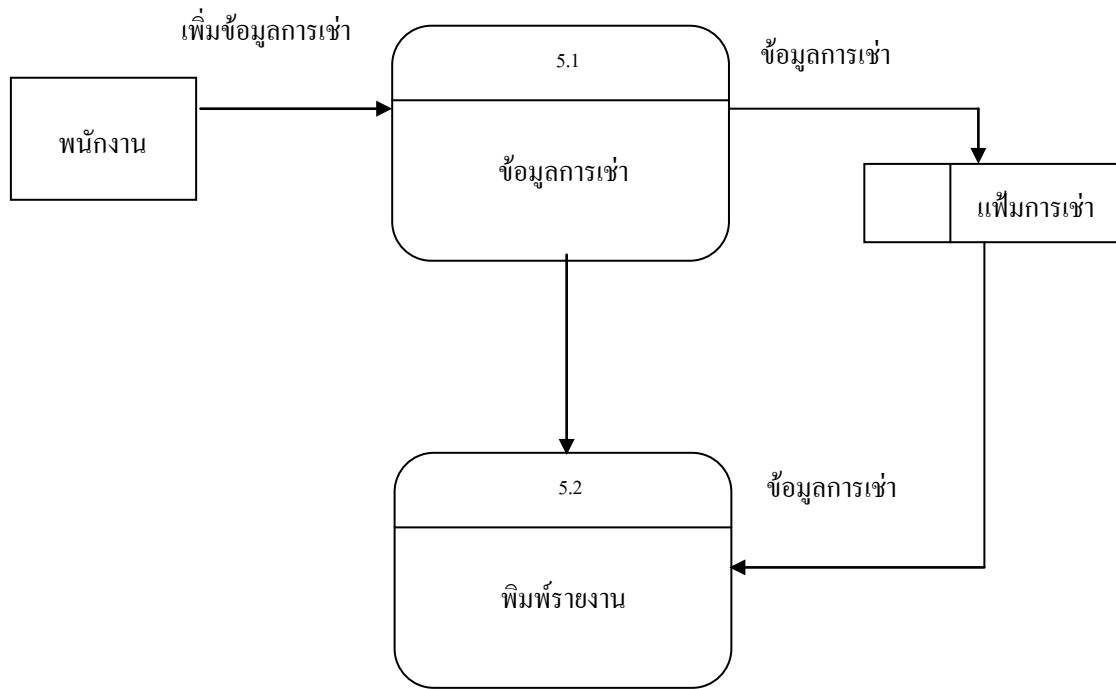 เพิ่มข้อมูลการเช่า
5.1
ข้อมูลการเช่า
พนักงาน
ข้อมูลการเช่า
แฟ้มการเช่า
5.2
ข้อมูลการเช่า
พิมพ์รายงาน